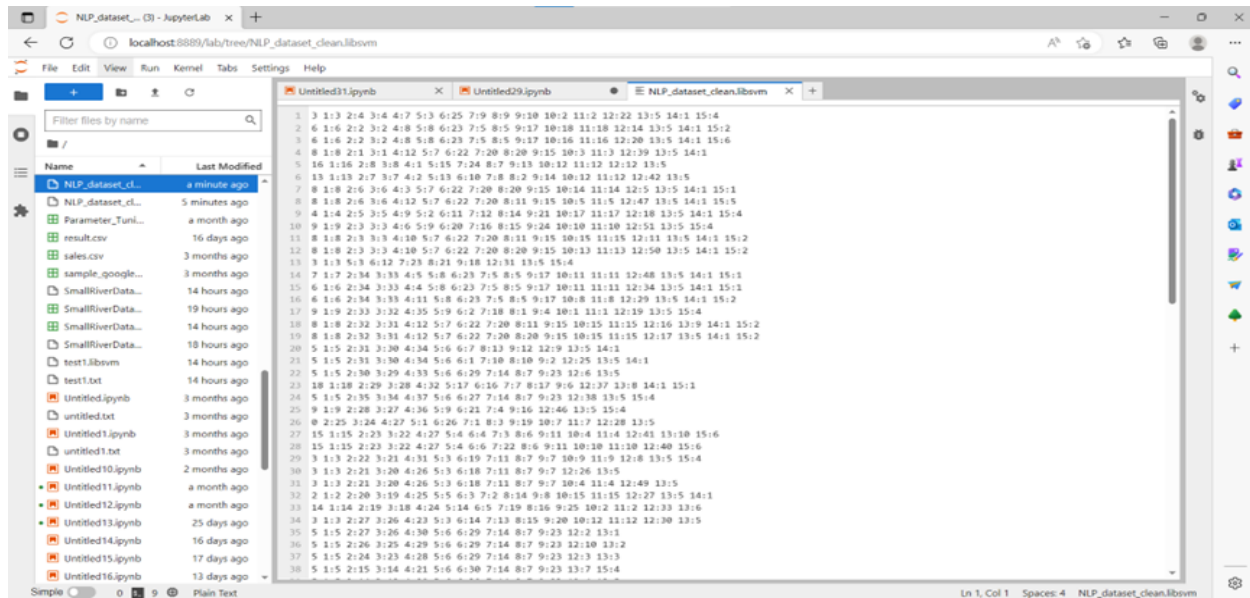 NLP_dataset_... (3) - JupyterLab
localhost:8889/lab/tree/NLP_dataset_clean.libsvm
File Edit View Run Kernel Tabs Settings Help
Untitled31.ipynb
Untitled29.ipynb
NLP_dataset_clean.libsvm
Filter files by name
/
Name Last Modified
NLP_dataset_cl... a minute ago
NLP_dataset_cl... 5 minutes ago
Parameter_Tuni... a month ago
result.csv 16 days ago
sales.csv 3 months ago
sample_google... 3 months ago
SmallRiverData... 14 hours ago
SmallRiverData... 19 hours ago
SmallRiverData... 14 hours ago
SmallRiverData... 18 hours ago
test1.libsvm 14 hours ago
test1.txt 14 hours ago
Untitled.ipynb 3 months ago
untitled.txt 3 months ago
Untitled1.ipynb 3 months ago
untitled1.txt 3 months ago
Untitled10.ipynb 2 months ago
Untitled11.ipynb a month ago
Untitled12.ipynb a month ago
Untitled13.ipynb 25 days ago
Untitled14.ipynb 16 days ago
Untitled15.ipynb 17 days ago
Untitled16.ipynb 13 days ago
1 3 1:3 2:4 3:4 4:7 5:3 6:25 7:9 8:9 9:10 10:2 11:2 12:22 13:5 14:1 15:4
2 6 1:6 2:2 3:2 4:8 5:8 6:23 7:5 8:5 9:17 10:18 11:18 12:14 13:5 14:1 15:2
3 6 1:6 2:2 3:2 4:8 5:8 6:23 7:5 8:5 9:17 10:16 11:16 12:20 13:5 14:1 15:6
4 8 1:8 2:1 3:1 4:12 5:7 6:22 7:20 8:20 9:15 10:3 11:3 12:39 13:5 14:1
5 16 1:16 2:8 3:8 4:1 5:15 7:24 8:7 9:13 10:12 11:12 12:12 13:5
6 13 1:13 2:7 3:7 4:2 5:13 6:10 7:8 8:2 9:14 10:12 11:12 12:42 13:5
7 8 1:8 2:6 3:6 4:3 5:7 6:22 7:20 8:20 9:15 10:14 11:14 12:5 13:5 14:1 15:1
8 8 1:8 2:6 3:6 4:12 5:7 6:22 7:20 8:11 9:15 10:5 11:5 12:47 13:5 14:1 15:5
9 4 1:4 2:5 3:5 4:9 5:2 6:11 7:12 8:14 9:21 10:17 11:17 12:18 13:5 14:1 15:4
10 9 1:9 2:3 3:3 4:6 5:9 6:20 7:16 8:15 9:24 10:10 11:10 12:51 13:5 15:4
11 8 1:8 2:3 3:3 4:10 5:7 6:22 7:20 8:11 9:15 10:15 11:15 12:11 13:5 14:1 15:2
12 8 1:8 2:3 3:3 4:10 5:7 6:22 7:20 8:20 9:15 10:13 11:13 12:50 13:5 14:1 15:2
13 3 1:3 5:3 6:12 7:23 8:21 9:18 12:31 13:5 15:4
14 7 1:7 2:34 3:33 4:5 5:8 6:23 7:5 8:5 9:17 10:11 11:11 12:48 13:5 14:1 15:1
15 6 1:6 2:34 3:33 4:4 5:8 6:23 7:5 8:5 9:17 10:11 11:11 12:34 13:5 14:1 15:1
16 6 1:6 2:34 3:33 4:11 5:8 6:23 7:5 8:5 9:17 10:8 11:8 12:29 13:5 14:1 15:2
17 9 1:9 2:33 3:32 4:35 5:9 6:2 7:18 8:1 9:4 10:1 11:1 12:19 13:5 15:4
18 8 1:8 2:32 3:31 4:12 5:7 6:22 7:20 8:11 9:15 10:15 11:15 12:16 13:9 14:1 15:2
19 8 1:8 2:32 3:31 4:12 5:7 6:22 7:20 8:20 9:15 10:15 11:15 12:17 13:5 14:1 15:2
20 5 1:5 2:31 3:30 4:34 5:6 6:7 8:13 9:12 12:9 13:5 14:1
21 5 1:5 2:31 3:30 4:34 5:6 6:1 7:10 8:10 9:2 12:25 13:5 14:1
22 5 1:5 2:30 3:29 4:33 5:6 6:29 7:14 8:7 9:23 12:6 13:5
23 18 1:18 2:29 3:28 4:32 5:17 6:16 7:7 8:17 9:6 12:37 13:8 14:1 15:1
24 5 1:5 2:35 3:34 4:37 5:6 6:27 7:14 8:7 9:23 12:38 13:5 15:4
25 9 1:9 2:28 3:27 4:36 5:9 6:21 7:4 9:16 12:46 13:5 15:4
26 0 2:25 3:24 4:27 5:1 6:26 7:1 8:3 9:19 10:7 11:7 12:28 13:5
27 15 1:15 2:23 3:22 4:27 5:4 6:4 7:3 8:6 9:11 10:4 11:4 12:41 13:10 15:6
28 15 1:15 2:23 3:22 4:27 5:4 6:6 7:22 8:6 9:11 10:10 11:10 12:40 15:6
29 3 1:3 2:22 3:21 4:31 5:3 6:19 7:11 8:7 9:7 10:9 11:9 12:8 13:5 15:4
30 3 1:3 2:21 3:20 4:26 5:3 6:18 7:11 8:7 9:7 12:26 13:5
31 3 1:3 2:21 3:20 4:26 5:3 6:18 7:11 8:7 9:7 10:4 11:4 12:49 13:5
32 2 1:2 2:20 3:19 4:25 5:5 6:3 7:2 8:14 9:8 10:15 11:15 12:27 13:5 14:1
33 14 1:14 2:19 3:18 4:24 5:14 6:5 7:19 8:16 9:25 10:2 11:2 12:33 13:6
34 3 1:3 2:27 3:26 4:23 5:3 6:14 7:13 8:15 9:20 10:12 11:12 12:30 13:5
35 5 1:5 2:27 3:26 4:30 5:6 6:29 7:14 8:7 9:23 12:2 13:1
36 5 1:5 2:26 3:25 4:29 5:6 6:29 7:14 8:7 9:23 12:10 13:2
37 5 1:5 2:24 3:23 4:28 5:6 6:29 7:14 8:7 9:23 12:3 13:3
38 5 1:5 2:15 3:14 4:21 5:6 6:30 7:14 8:7 9:23 13:7 15:4
Simple 0 9 Plain Text Ln 1, Col 1 Spaces: 4 NLP_dataset_clean.libsvm